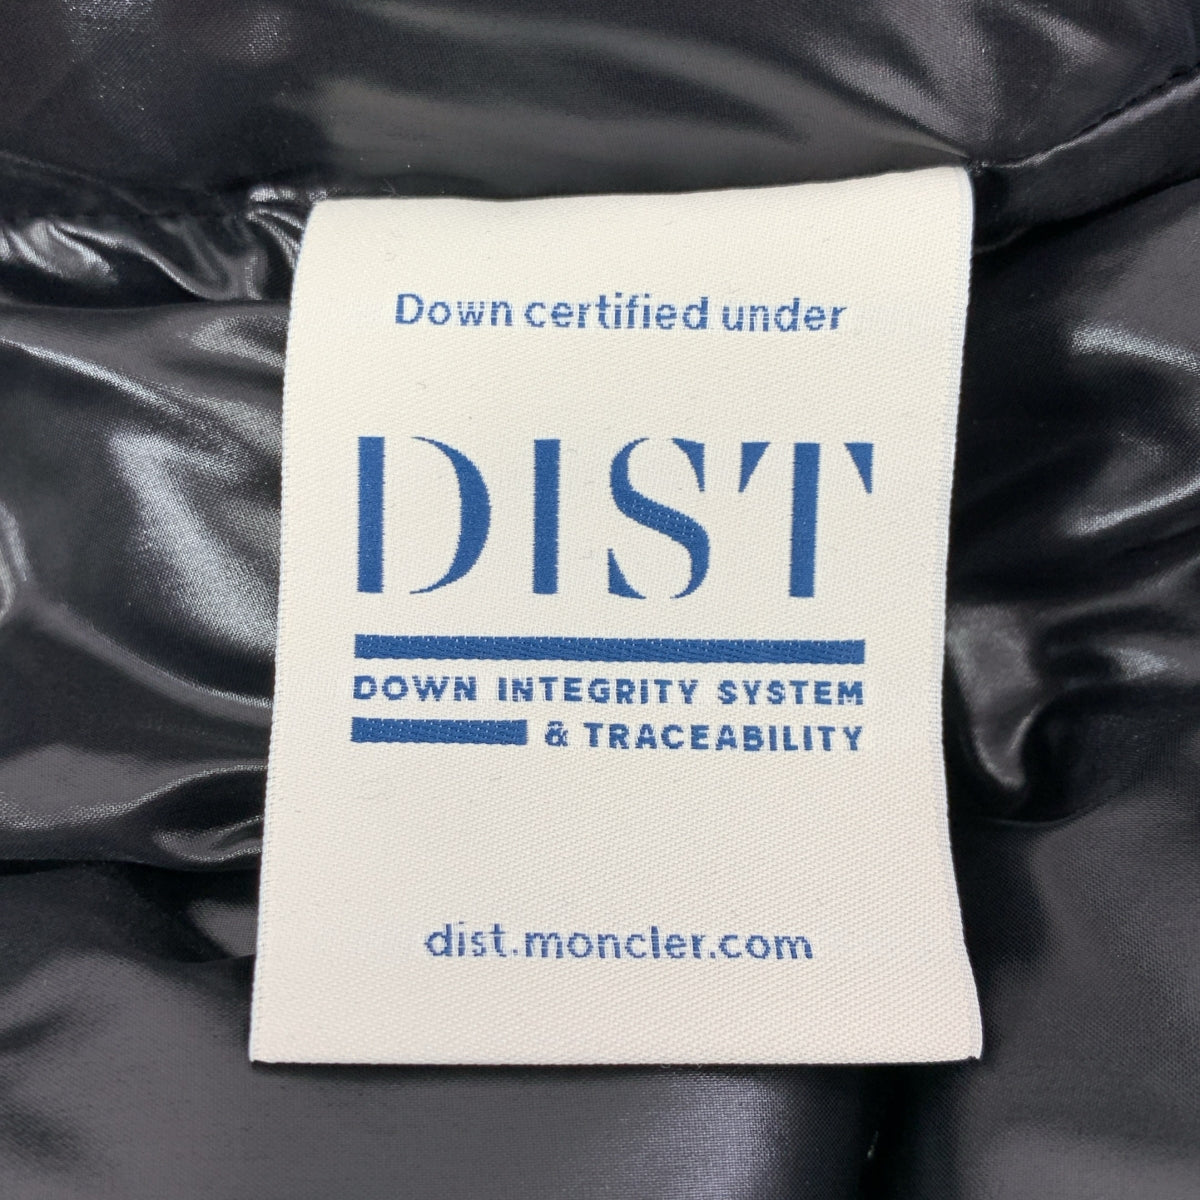 Down certified under
DIST
DOWN INTEGRITY SYSTEM
& TRACEABILITY
dist.moncler.com